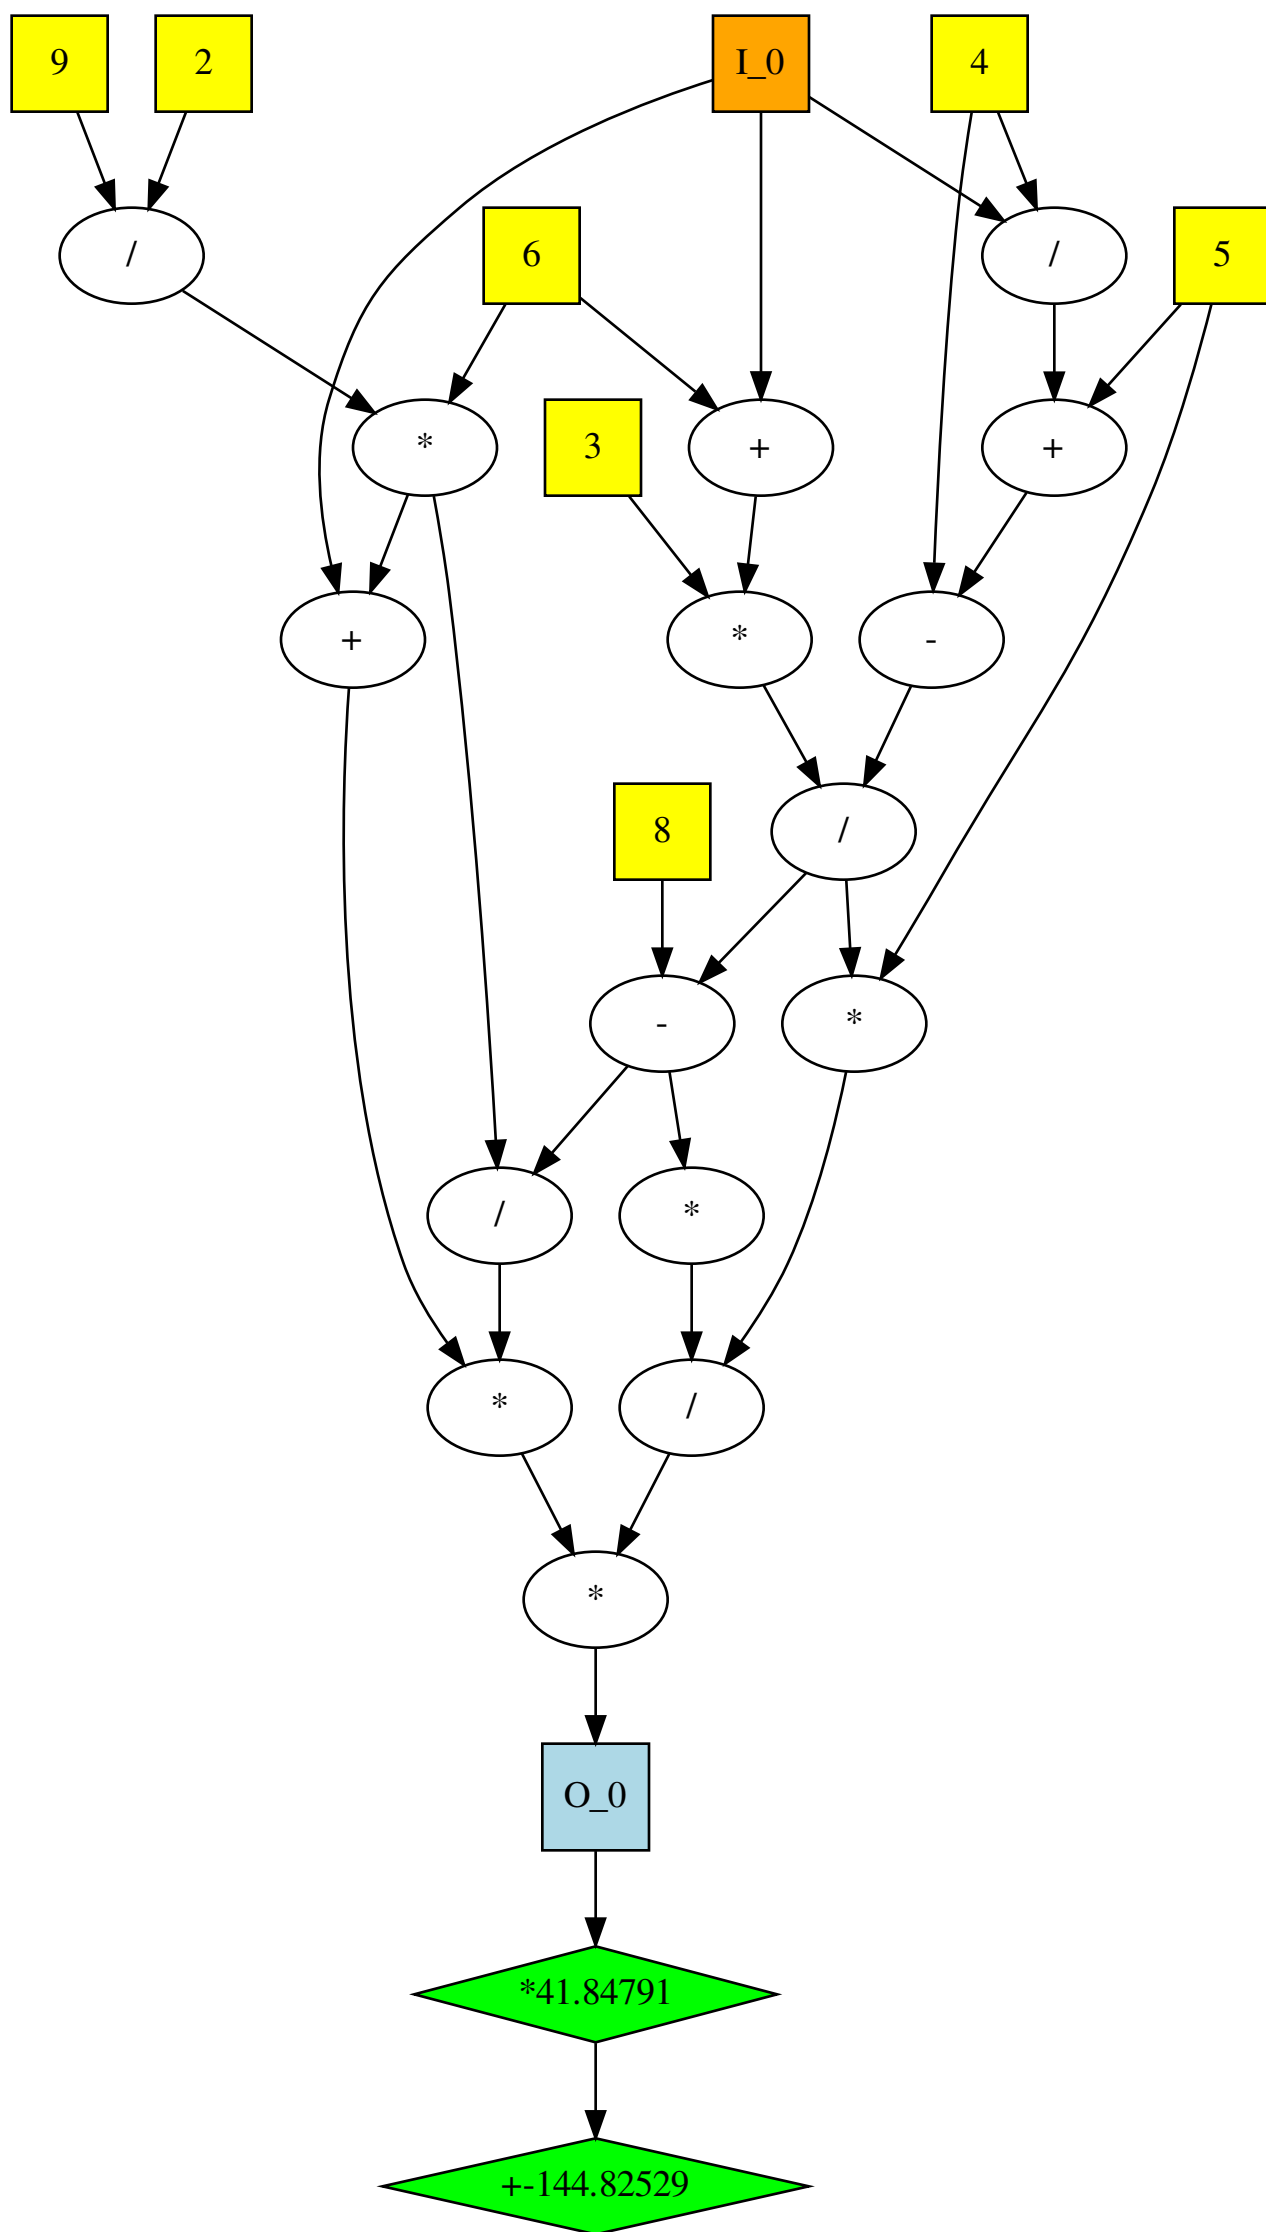 9 2 I_0 4
/ 6 / 5
* 3 + +
+ * -
8 /
- *
/ *
* /
*
O_0
*41.84791
+-144.82529